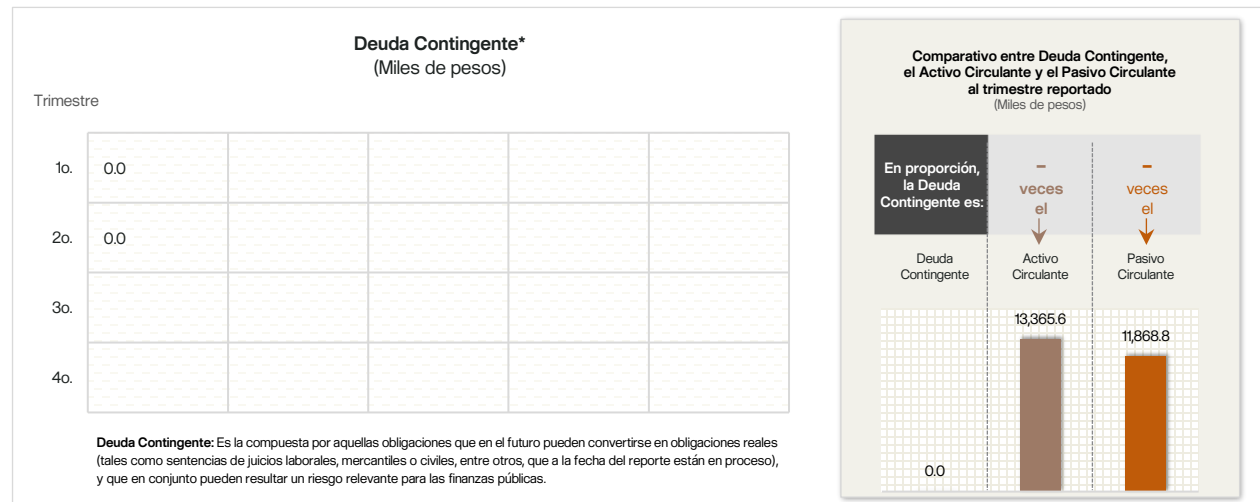 Deuda Contingente*
(Miles de pesos)
Trimestre
1o. 0.0
2o. 0.0
3o.
4o.
Deuda Contingente: Es la compuesta por aquellas obligaciones que en el futuro pueden convertirse en obligaciones reales
(tales como sentencias de juicios laborales, mercantiles o civiles, entre otros, que a la fecha del reporte están en proceso),
y que en conjunto pueden resultar un riesgo relevante para las finanzas públicas.
Comparativo entre Deuda Contingente,
el Activo Circulante y el Pasivo Circulante
al trimestre reportado
(Miles de pesos)
En proporción,
la Deuda
Contingente es:
–
veces
el
–
veces
el
Deuda
Contingente
Activo
Circulante
Pasivo
Circulante
0.0
13,365.6
11,868.8